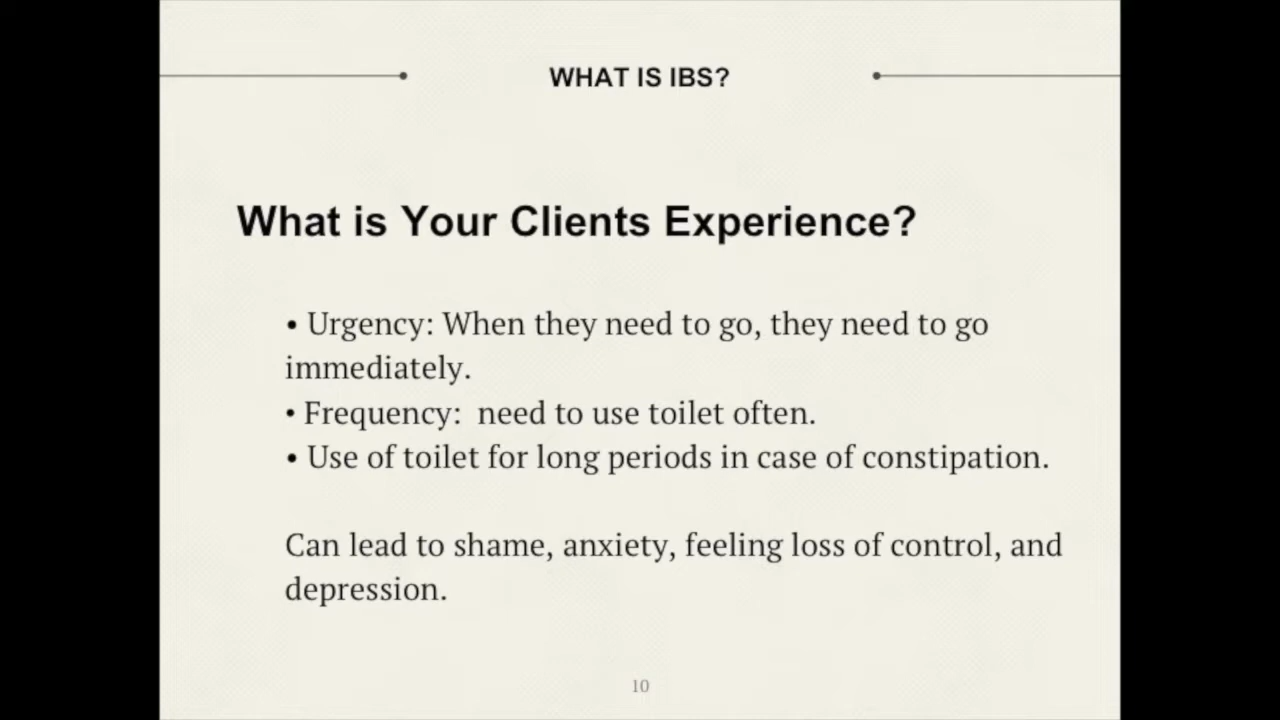 WHAT IS IBS?
What is Your Clients Experience?
• Urgency: When they need to go, they need to go
immediately.
• Frequency:  need to use toilet often.
• Use of toilet for long periods in case of constipation.
Can lead to shame, anxiety, feeling loss of control, and
depression.
10